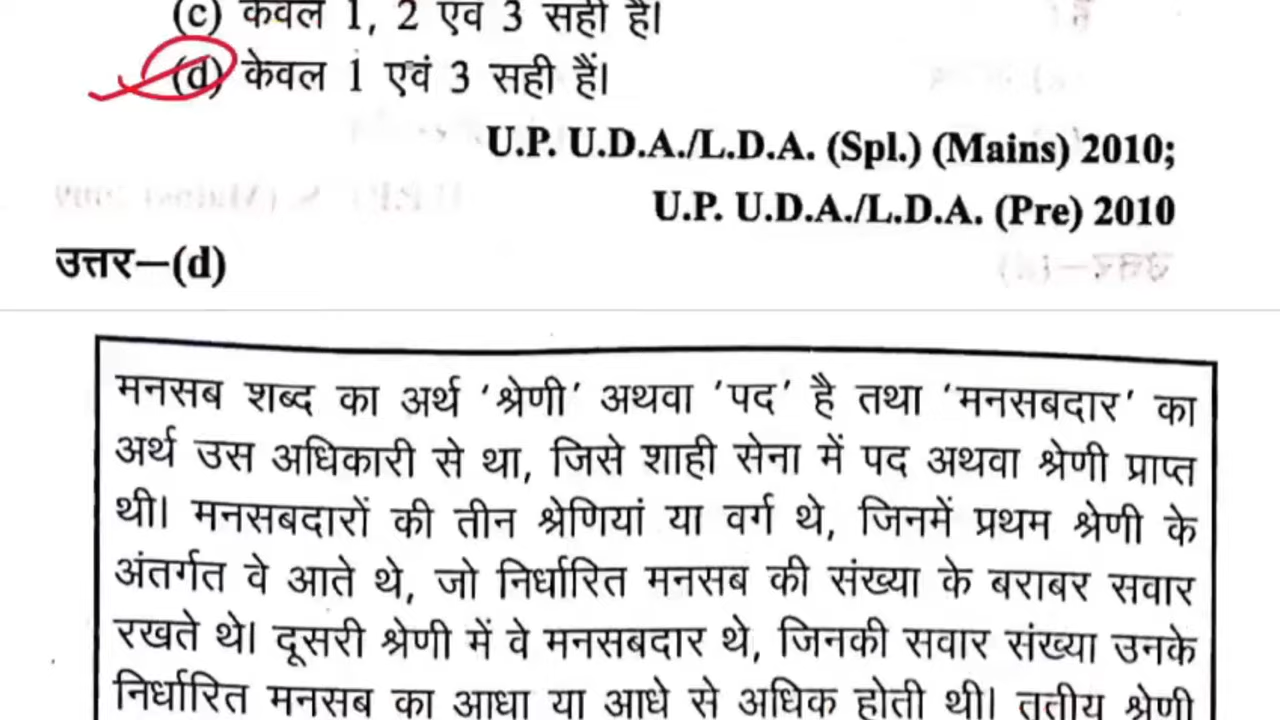 (c) केवल 1, 2 एवं 3 सही हैं।
(d) केवल 1 एवं 3 सही हैं।
U.P. U.D.A./L.D.A. (Spl.) (Mains) 2010;
U.P. U.D.A./L.D.A. (Pre) 2010
उत्तर—(d)
मनसब शब्द का अर्थ ‘श्रेणी’ अथवा ‘पद’ है तथा ‘मनसबदार’ का
अर्थ उस अधिकारी से था, जिसे शाही सेना में पद अथवा श्रेणी प्राप्त
थी। मनसबदारों की तीन श्रेणियां या वर्ग थे, जिनमें प्रथम श्रेणी के
अंतर्गत वे आते थे, जो निर्धारित मनसब की संख्या के बराबर सवार
रखते थे। दूसरी श्रेणी में वे मनसबदार थे, जिनकी सवार संख्या उनके
निर्धारित मनसब का आधा या आधे से अधिक होती थी। तृतीय श्रेणी